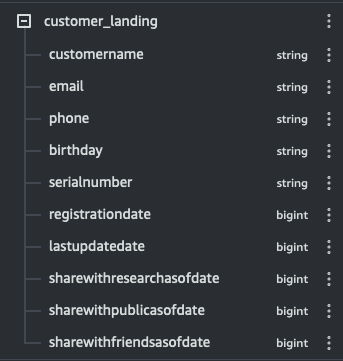 customer_landing
customername string
email string
phone string
birthday string
serialnumber string
registrationdate bigint
lastupdatedate bigint
sharewithresearchasofdate bigint
sharewithpublicasofdate bigint
sharewithfriendsasofdate bigint